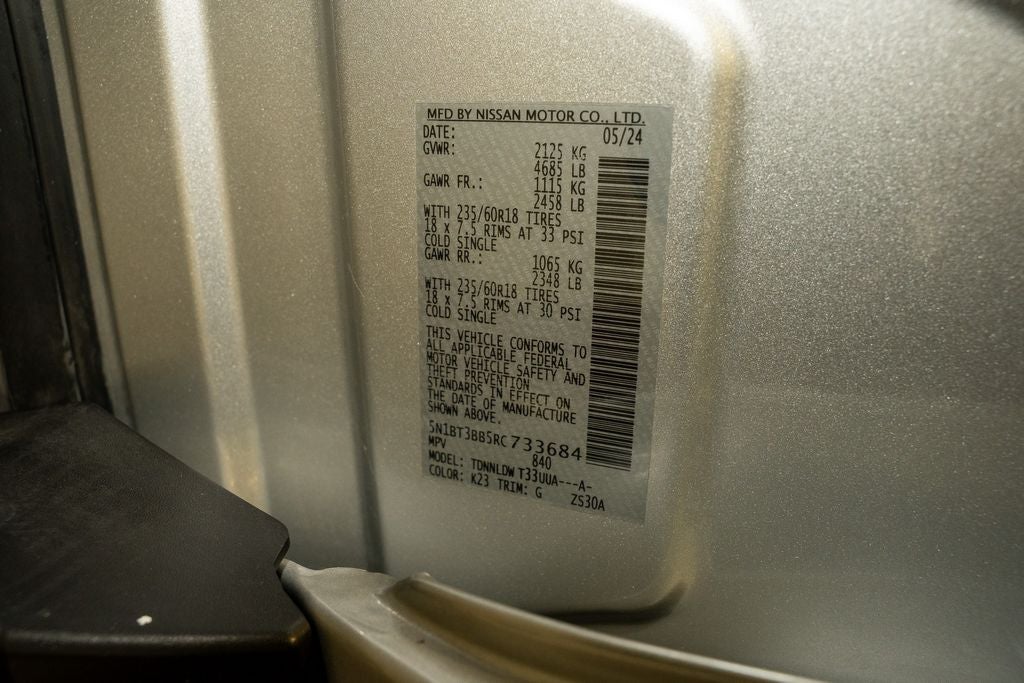 MFD BY NISSAN MOTOR CO., LTD.
DATE: 05/24
GVWR: 2125 KG
4685 LB
GAWR FR.: 1115 KG
2458 LB
WITH 235/60R18 TIRES
18 x 7.5 RIMS AT 33 PSI
COLD SINGLE
GAWR RR.: 1065 KG
2348 LB
WITH 235/60R18 TIRES
18 x 7.5 RIMS AT 30 PSI
COLD SINGLE
THIS VEHICLE CONFORMS TO
ALL APPLICABLE FEDERAL
MOTOR VEHICLE SAFETY AND
THEFT PREVENTION
STANDARDS IN EFFECT ON
THE DATE OF MANUFACTURE
SHOWN ABOVE.
5N1BT3BB5RC733684
MPV 840
MODEL: TDNNLDW T33UUA---A-
COLOR: K23 TRIM: G ZS30A